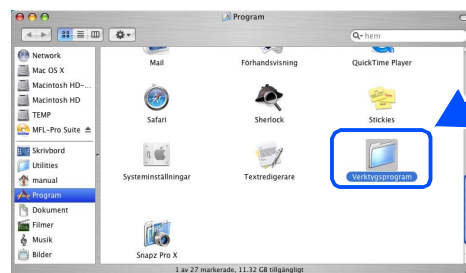 Program
hem
Network
Mac OS X
Macintosh HD-...
Macintosh HD
TEMP
MFL-Pro Suite
Skrivbord
Utilities
manual
Program
Dokument
Filmer
Musik
Bilder
Mail
Förhandsvisning
QuickTime Player
Safari
Sherlock
Stickies
Systeminställningar
Textredigerare
Verktygsprogram
Snapz Pro X
1 av 27 markerade, 11.32 GB tillgängligt